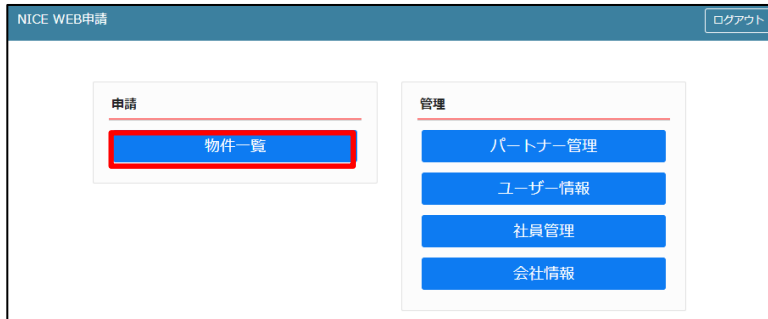 NICE WEB申請
ログアウト
申請
物件一覧
管理
パートナー管理
ユーザー情報
社員管理
会社情報